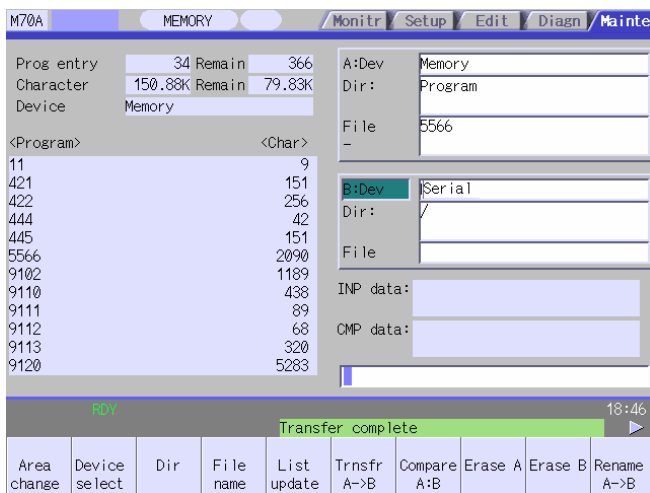 M70A MEMORY Monitr Setup Edit Diagn Mainte
Prog entry 34 Remain 366
Character 150.88K Remain 79.83K
Device Memory
<Program> <Char>
11 9
421 151
422 256
444 42
445 151
5566 2090
9102 1189
9110 438
9111 89
9112 68
9113 320
9120 5283
A:Dev Memory
Dir: Program
File 5566
-
B:Dev Serial
Dir: /
File
INP data:
CMP data:
RDY 18:46
Transfer complete
Area change
Device select
Dir
File name
List update
Trnsfr A->B
Compare A:B
Erase A
Erase B
Rename A->B